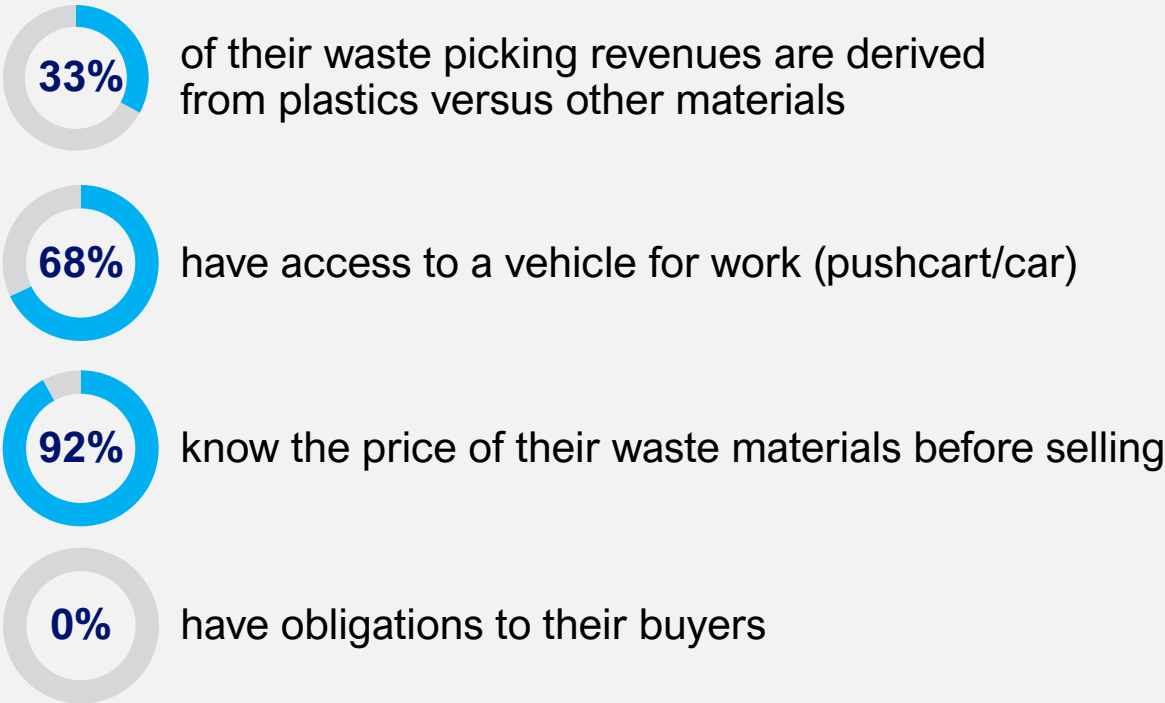 33%
of their waste picking revenues are derived
from plastics versus other materials
68%
have access to a vehicle for work (pushcart/car)
92%
know the price of their waste materials before selling
0%
have obligations to their buyers